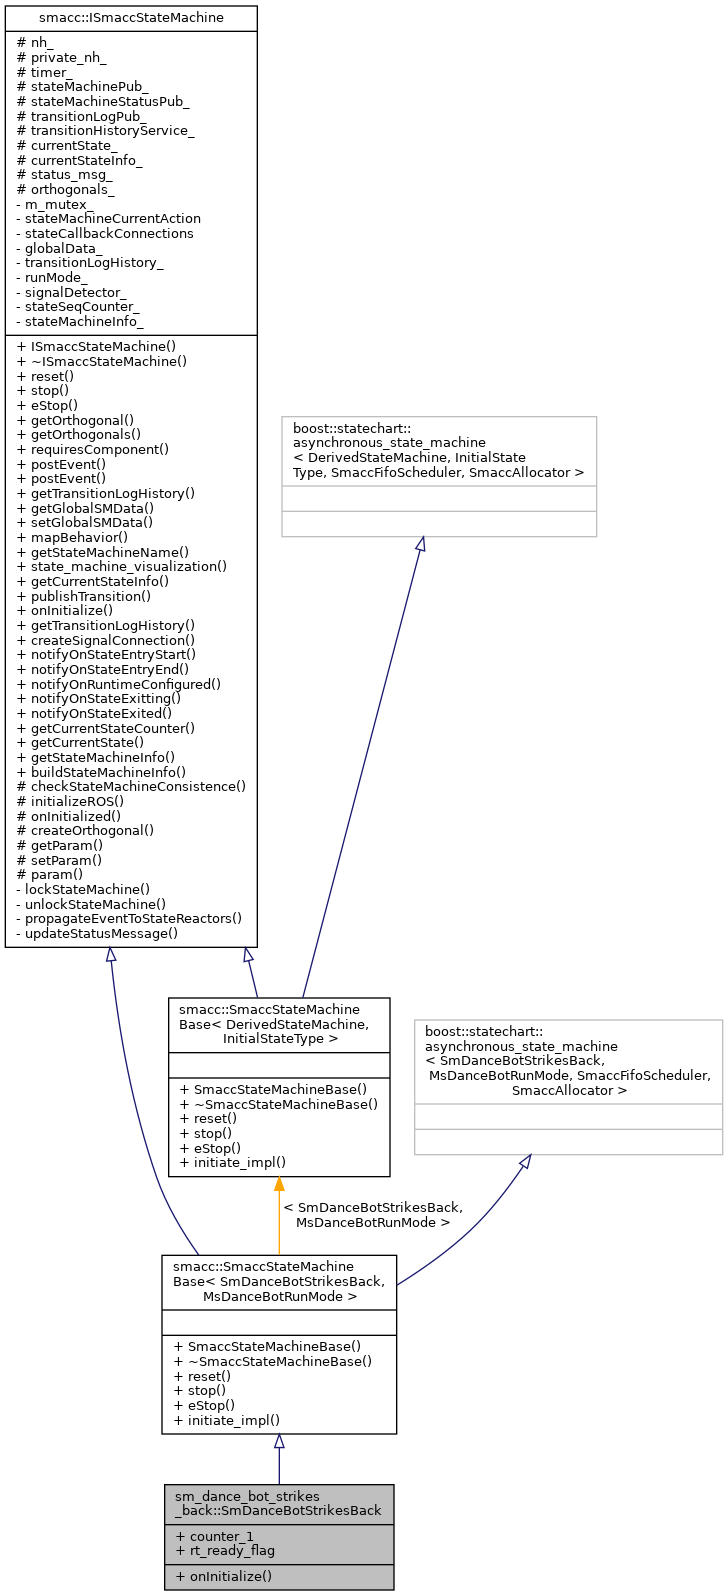 smacc::ISmaccStateMachine
# nh_
# private_nh_
# timer_
# stateMachinePub_
# stateMachineStatusPub_
# transitionLogPub_
# transitionHistoryService_
# currentState_
# currentStateInfo_
# status_msg_
# orthogonals_
- m_mutex_
- stateMachineCurrentAction
- stateCallbackConnections
- globalData_
- transitionLogHistory_
- runMode_
- signalDetector_
- stateSeqCounter_
- stateMachineInfo_
+ ISmaccStateMachine()
+ ~ISmaccStateMachine()
+ reset()
+ stop()
+ eStop()
+ getOrthogonal()
+ getOrthogonals()
+ requiresComponent()
+ postEvent()
+ postEvent()
+ getTransitionLogHistory()
+ getGlobalSMData()
+ setGlobalSMData()
+ mapBehavior()
+ getStateMachineName()
+ state_machine_visualization()
+ getCurrentStateInfo()
+ publishTransition()
+ onInitialize()
+ getTransitionLogHistory()
+ createSignalConnection()
+ notifyOnStateEntryStart()
+ notifyOnStateEntryEnd()
+ notifyOnRuntimeConfigured()
+ notifyOnStateExitting()
+ notifyOnStateExited()
+ getCurrentStateCounter()
+ getCurrentState()
+ getStateMachineInfo()
+ buildStateMachineInfo()
# checkStateMachineConsistence()
# initializeROS()
# onInitialized()
# createOrthogonal()
# getParam()
# setParam()
# param()
- lockStateMachine()
- unlockStateMachine()
- propagateEventToStateReactors()
- updateStatusMessage()
boost::statechart::
asynchronous_state_machine
< DerivedStateMachine, InitialState
Type, SmaccFifoScheduler, SmaccAllocator >
smacc::SmaccStateMachine
Base< DerivedStateMachine,
InitialStateType >
+ SmaccStateMachineBase()
+ ~SmaccStateMachineBase()
+ reset()
+ stop()
+ eStop()
+ initiate_impl()
boost::statechart::
asynchronous_state_machine
< SmDanceBotStrikesBack,
MsDanceBotRunMode, SmaccFifoScheduler,
SmaccAllocator >
< SmDanceBotStrikesBack,
MsDanceBotRunMode >
smacc::SmaccStateMachine
Base< SmDanceBotStrikesBack,
MsDanceBotRunMode >
+ SmaccStateMachineBase()
+ ~SmaccStateMachineBase()
+ reset()
+ stop()
+ eStop()
+ initiate_impl()
sm_dance_bot_strikes
_back::SmDanceBotStrikesBack
+ counter_1
+ rt_ready_flag
+ onInitialize()